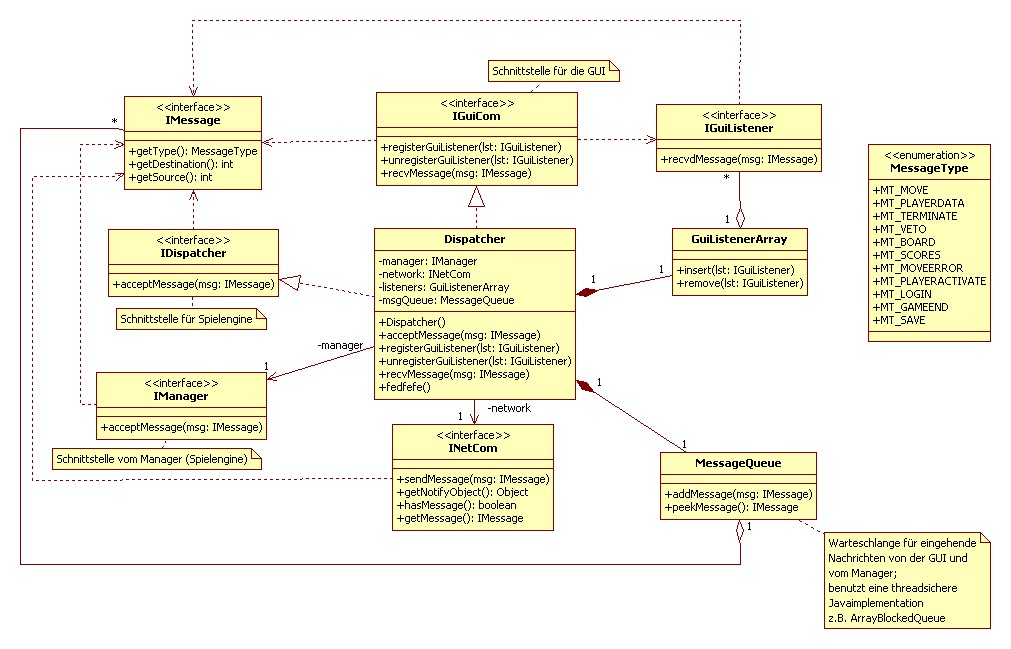 Schnittstelle für die GUI
<<interface>>
IMessage
+getType(): MessageType
+getDestination(): int
+getSource(): int
*
<<interface>>
IGuiCom
+registerGuiListener(lst: IGuiListener)
+unregisterGuiListener(lst: IGuiListener)
+recvMessage(msg: IMessage)
<<interface>>
IGuiListener
+recvdMessage(msg: IMessage)
*
1
<<enumeration>>
MessageType
+MT_MOVE
+MT_PLAYERDATA
+MT_TERMINATE
+MT_VETO
+MT_BOARD
+MT_SCORES
+MT_MOVEERROR
+MT_PLAYERACTIVATE
+MT_LOGIN
+MT_GAMEEND
+MT_SAVE
<<interface>>
IDispatcher
+acceptMessage(msg: IMessage)
Schnittstelle für Spielengine
Dispatcher
-manager: IManager
-network: INetCom
-listeners: GuiListenerArray
-msgQueue: MessageQueue
+Dispatcher()
+acceptMessage(msg: IMessage)
+registerGuiListener(lst: IGuiListener)
+unregisterGuiListener(lst: IGuiListener)
+recvMessage(msg: IMessage)
+fedfefe()
1
1
GuiListenerArray
+insert(lst: IGuiListener)
+remove(lst: IGuiListener)
-manager
1
<<interface>>
IManager
+acceptMessage(msg: IMessage)
Schnittstelle vom Manager (Spielengine)
-network
1
<<interface>>
INetCom
+sendMessage(msg: IMessage)
+getNotifyObject(): Object
+hasMessage(): boolean
+getMessage(): IMessage
1
1
MessageQueue
+addMessage(msg: IMessage)
+peekMessage(): IMessage
1
Warteschlange für eingehende
Nachrichten von der GUI und
vom Manager;
benutzt eine threadsichere
Javaimplementation
z.B. ArrayBlockedQueue